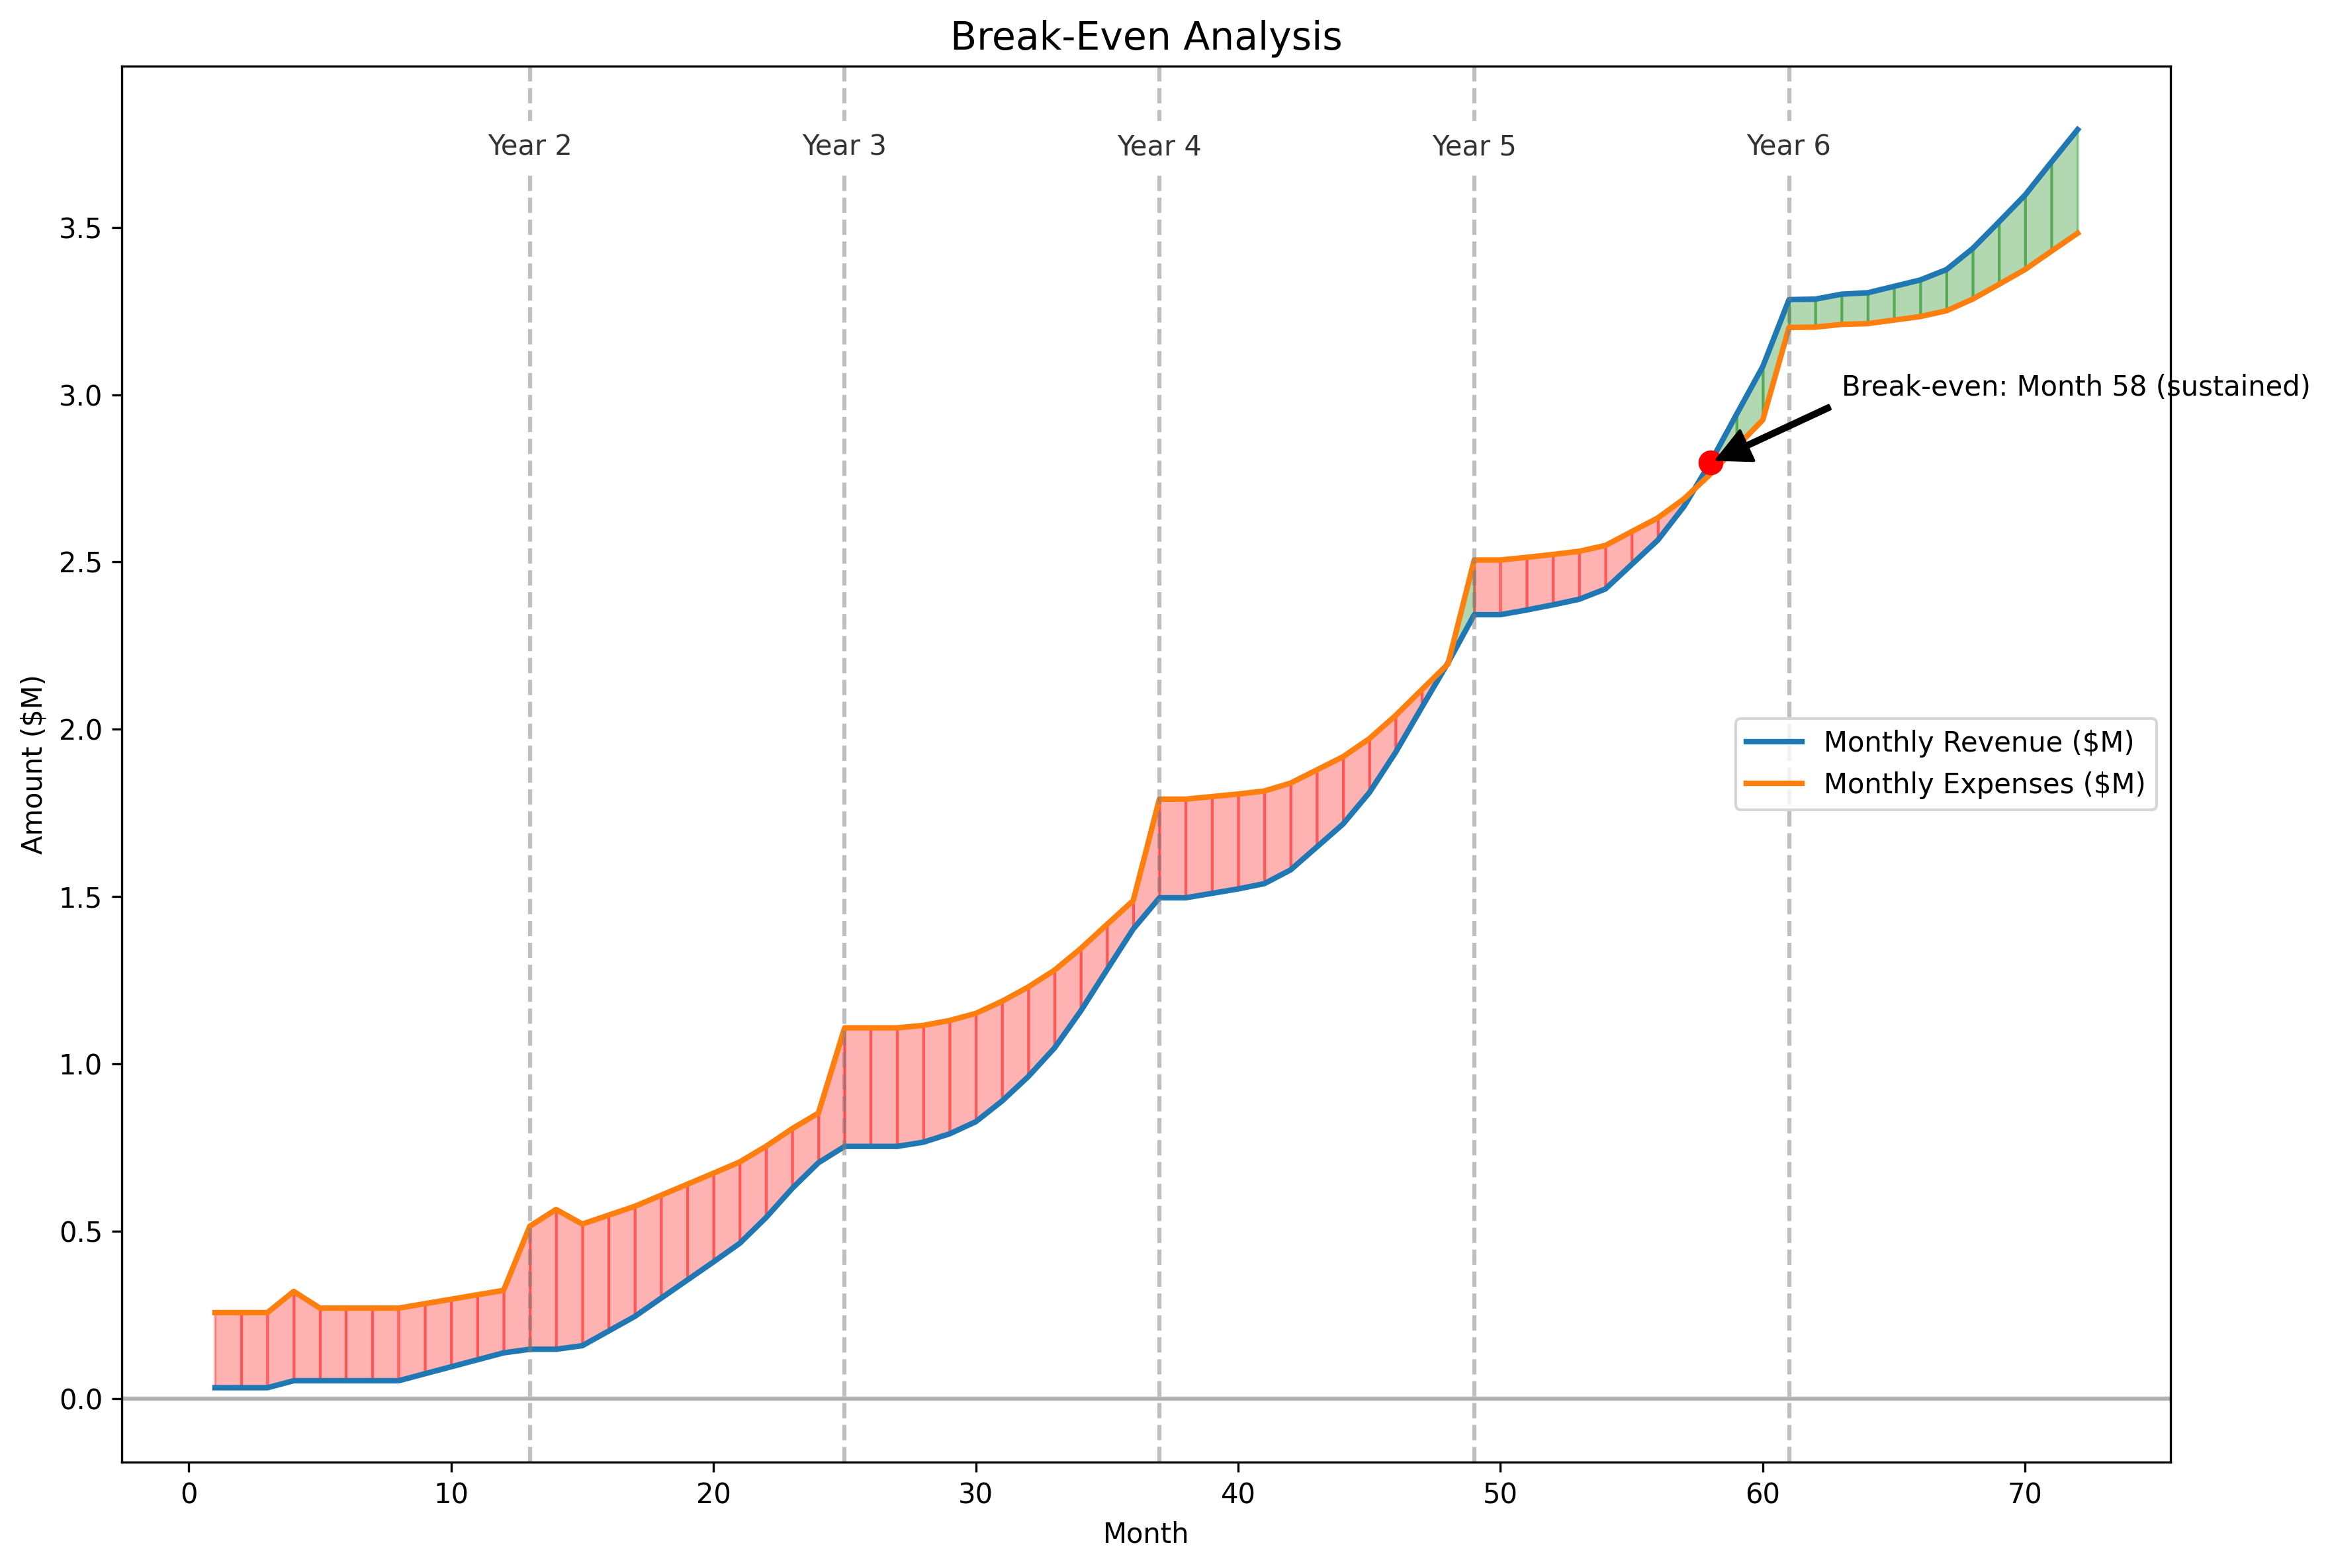 Break-Even Analysis
Year 2
Year 3
Year 4
Year 5
Year 6
Break-even: Month 58 (sustained)
Monthly Revenue ($M)
Monthly Expenses ($M)
Amount ($M)
3.5
3.0
2.5
2.0
1.5
1.0
0.5
0.0
0
10
20
30
40
50
60
70
Month